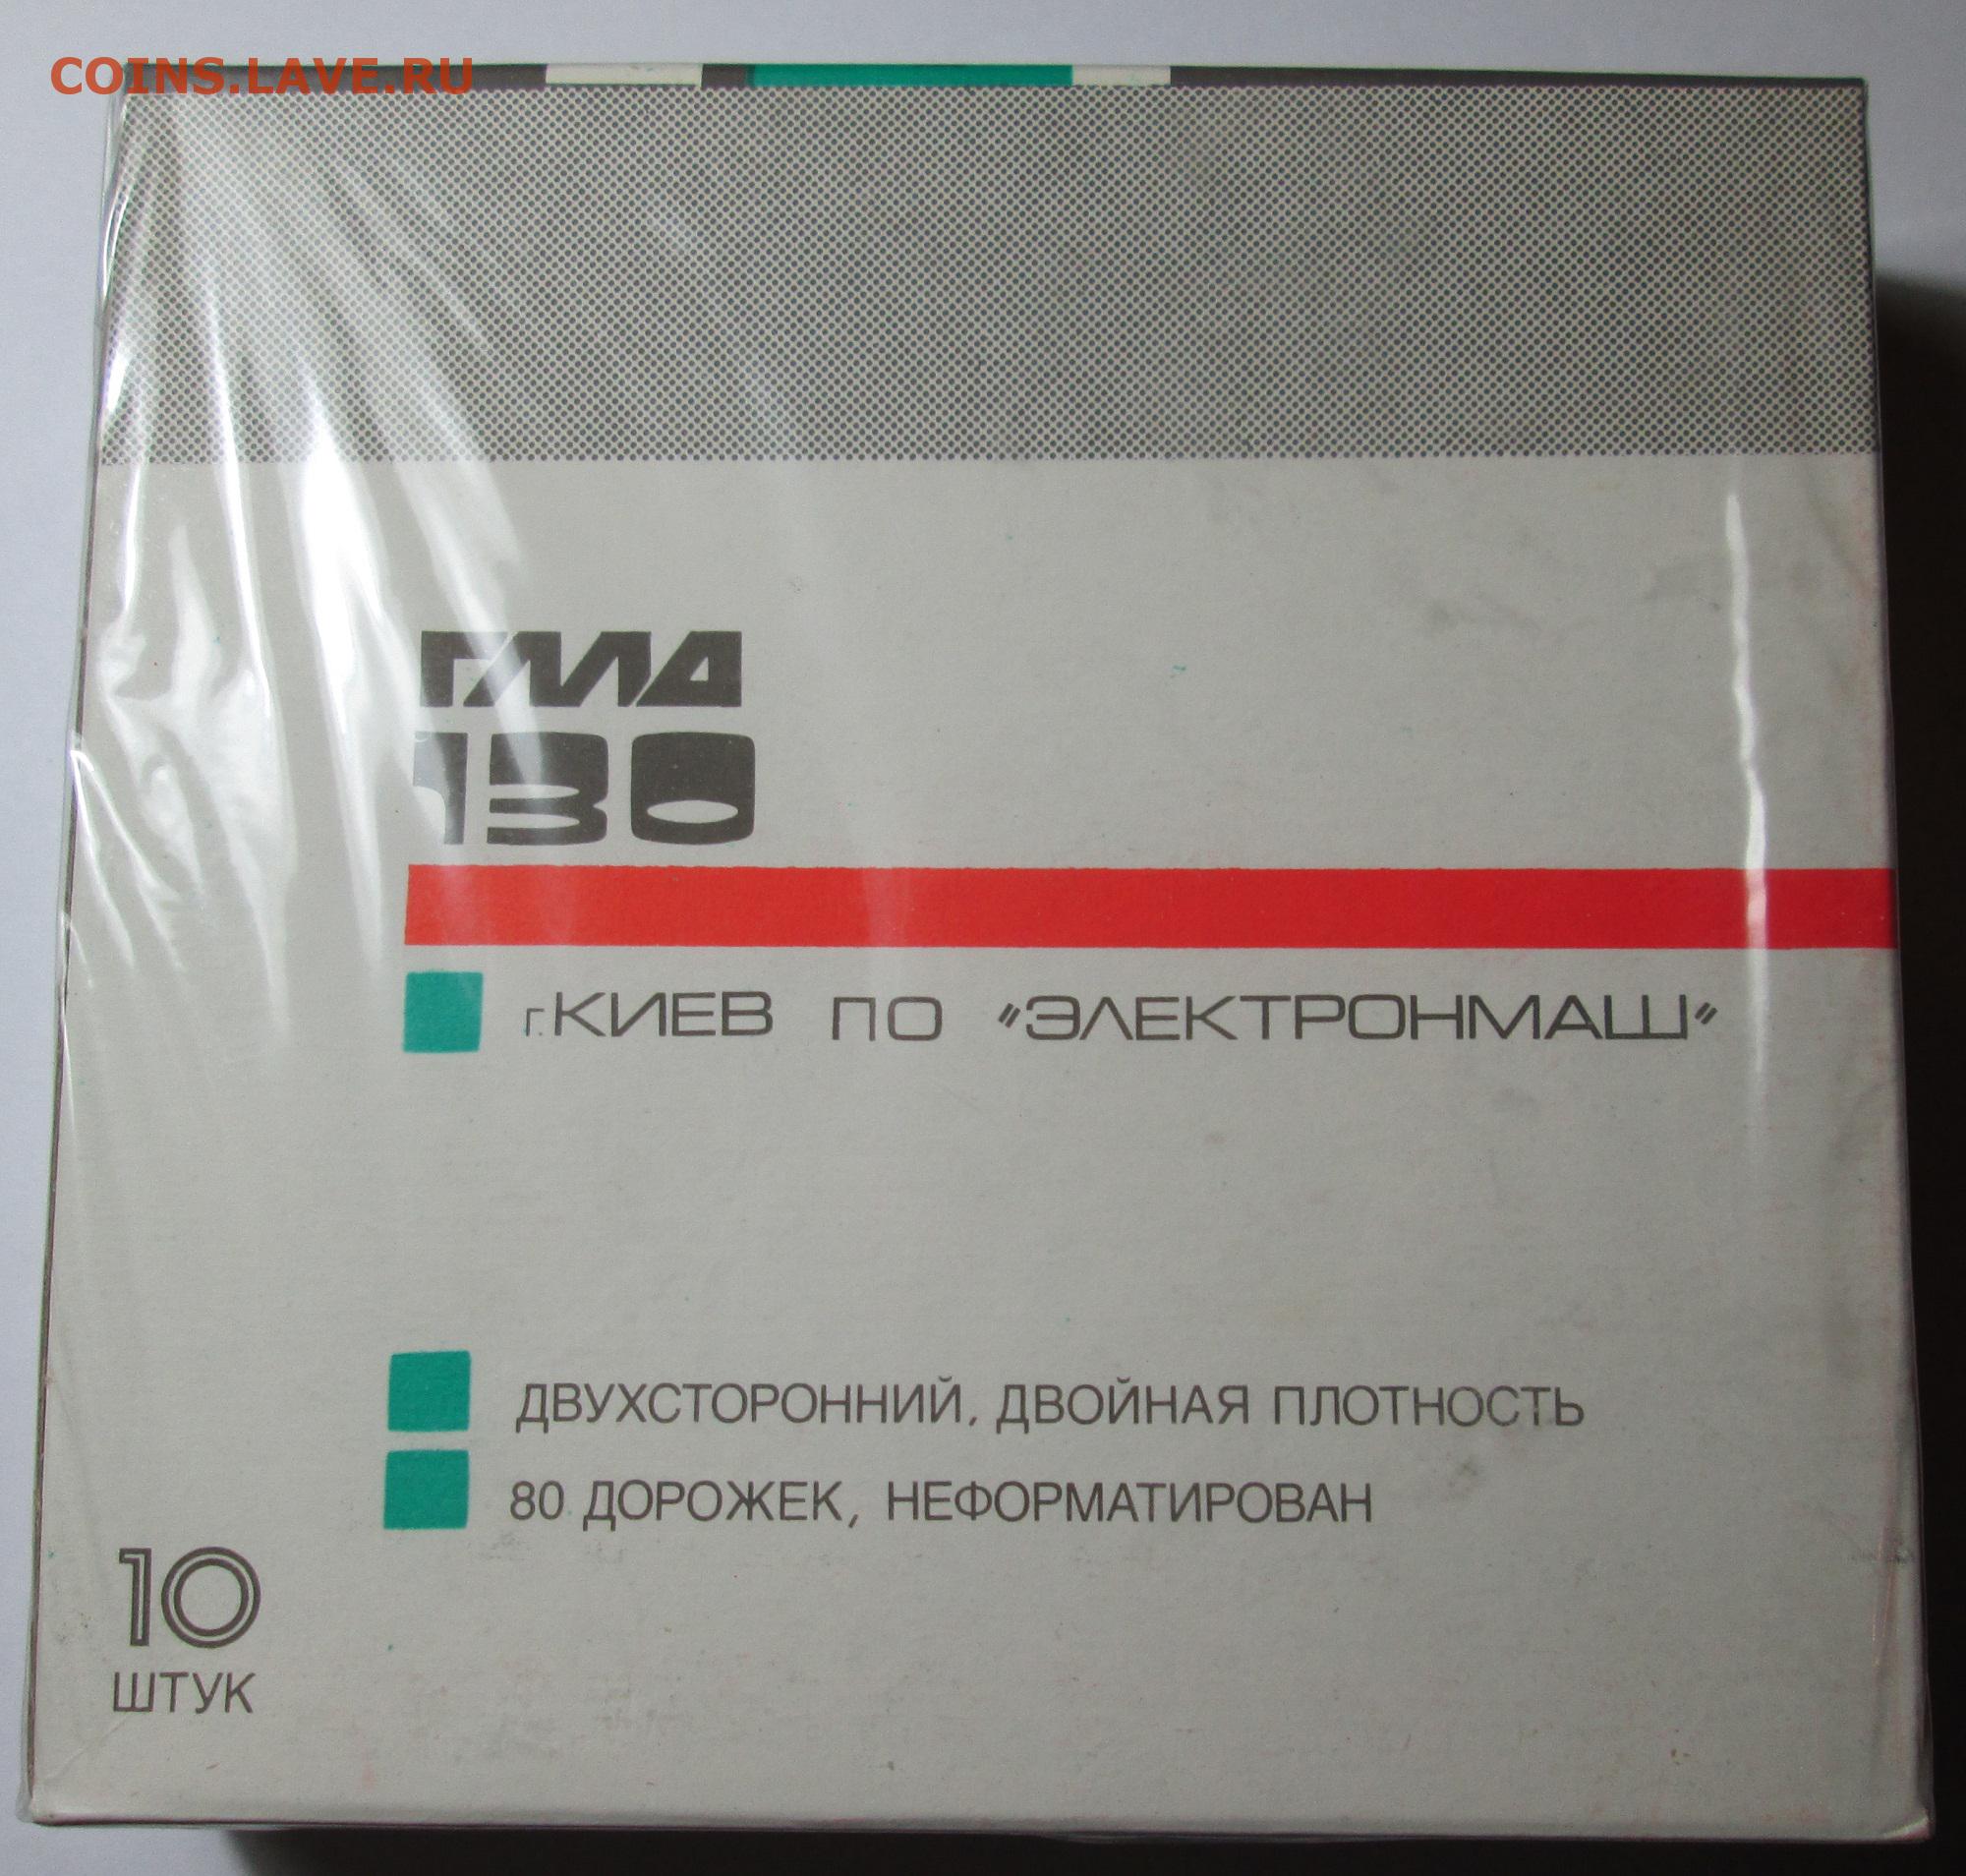 COINS.LAVE.RU
ГМД
130
г. КИЕВ ПО "ЭЛЕКТРОНМАШ"
ДВУХСТОРОННИЙ, ДВОЙНАЯ ПЛОТНОСТЬ
80 ДОРОЖЕК, НЕФОРМАТИРОВАН
10
ШТУК